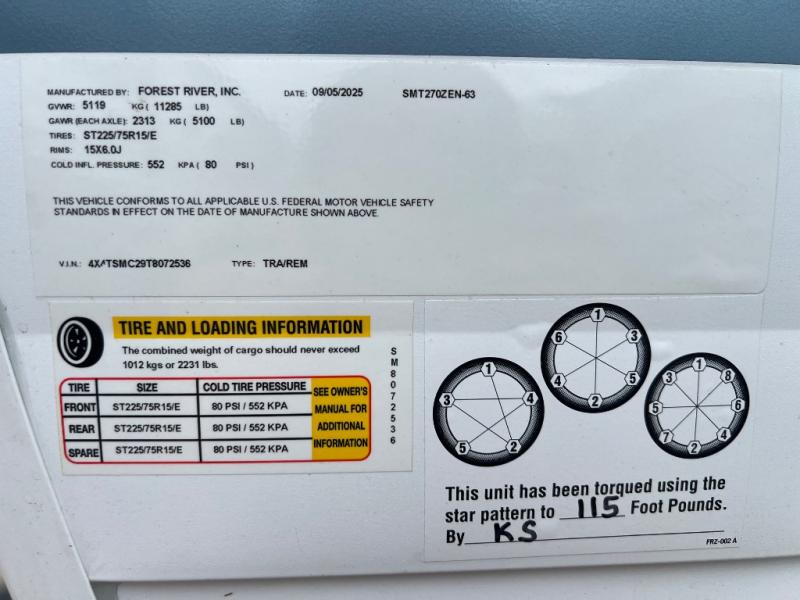 MANUFACTURED BY: FOREST RIVER, INC. DATE: 09/05/2025 SMT270ZEN-63
GVWR: 5119 KG ( 11285 LB)
GAWR (EACH AXLE): 2313 KG ( 5100 LB)
TIRES: ST225/75R15/E
RIMS: 15X6.0J
COLD INFL. PRESSURE: 552 KPA ( 80 PSI )
THIS VEHICLE CONFORMS TO ALL APPLICABLE U.S. FEDERAL MOTOR VEHICLE SAFETY
STANDARDS IN EFFECT ON THE DATE OF MANUFACTURE SHOWN ABOVE.
V.I.N.: TYPE: TRA/REM
TIRE AND LOADING INFORMATION
The combined weight of cargo should never exceed
1012 kgs or 2231 lbs.
TIRE SIZE COLD TIRE PRESSURE
FRONT ST225/75R15/E 80 PSI / 552 KPA
REAR ST225/75R15/E 80 PSI / 552 KPA
SPARE ST225/75R15/E 80 PSI / 552 KPA
SEE OWNER'S
MANUAL FOR
ADDITIONAL
INFORMATION
SM8072536
1
3
4
5
2
1
6
3
4
5
2
1
3
8
5
6
7
4
2
This unit has been torqued using the
star pattern to 115 Foot Pounds.
By KS
FRZ-002 A